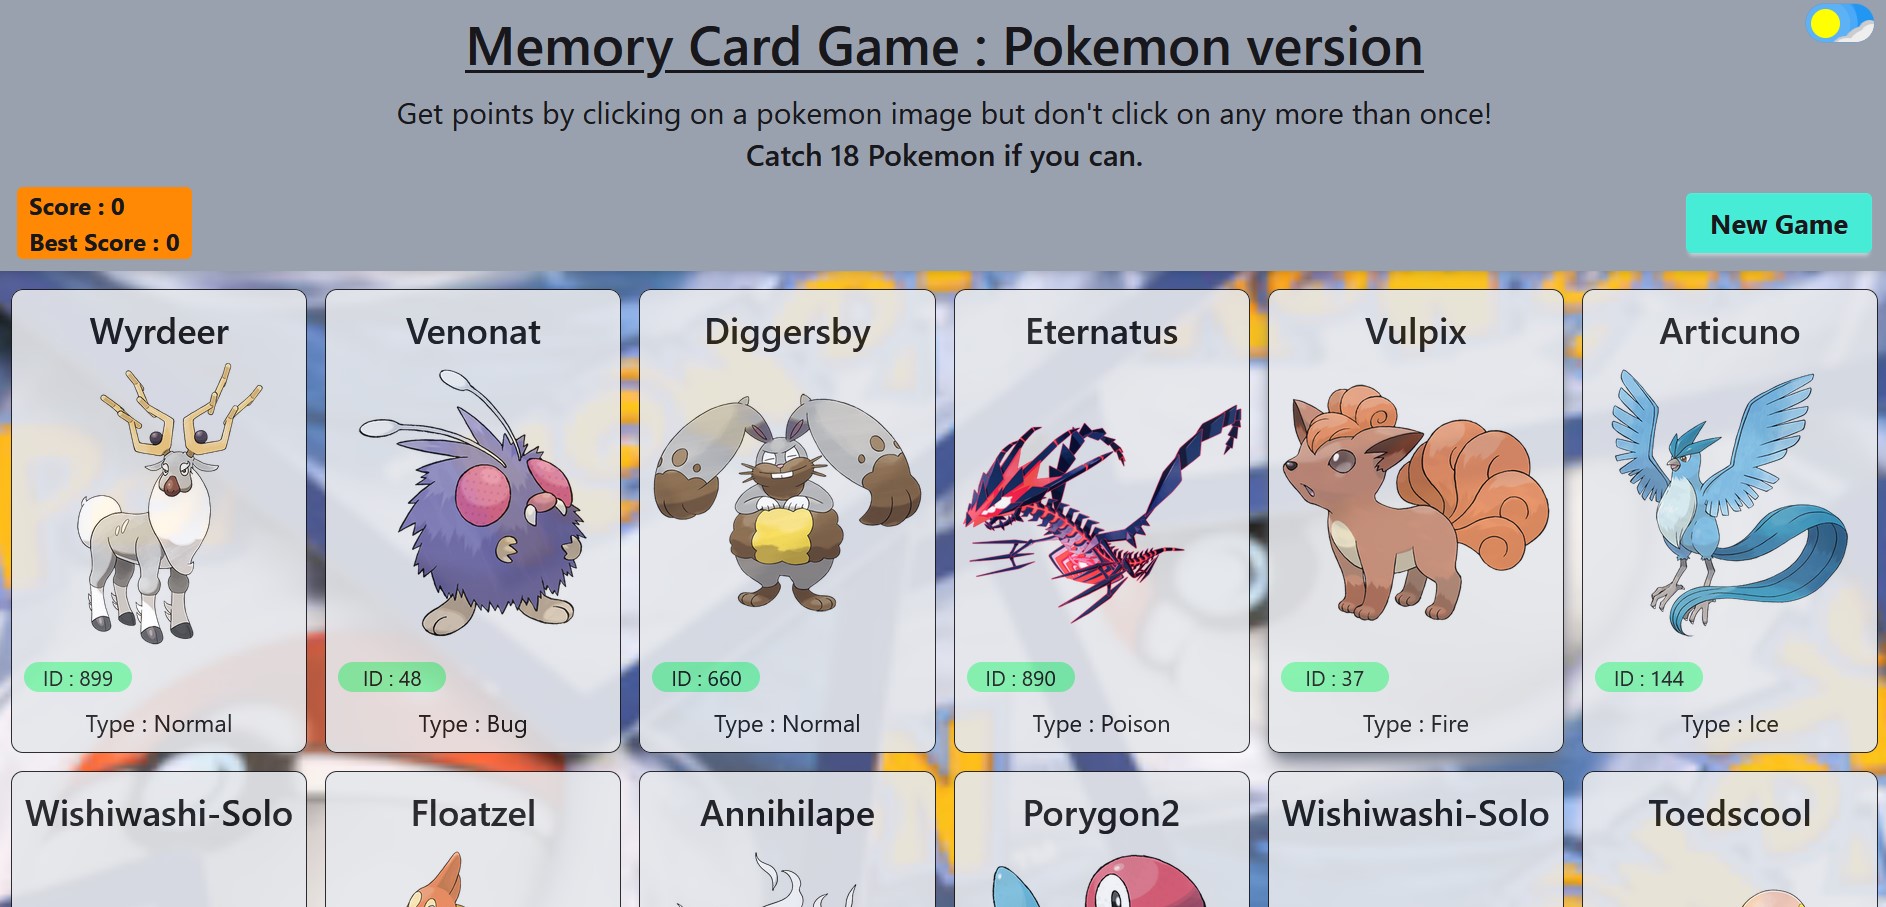 Memory Card Game : Pokemon version
Get points by clicking on a pokemon image but don't click on any more than once!
Catch 18 Pokemon if you can.
Score : 0
Best Score : 0
New Game
Wyrdeer
Venonat
Diggersby
Eternatus
Vulpix
Articuno
ID : 899
ID : 48
ID : 660
ID : 890
ID : 37
ID : 144
Type : Normal
Type : Bug
Type : Normal
Type : Poison
Type : Fire
Type : Ice
Wishiwashi-Solo
Floatzel
Annihilape
Porygon2
Wishiwashi-Solo
Toedscool